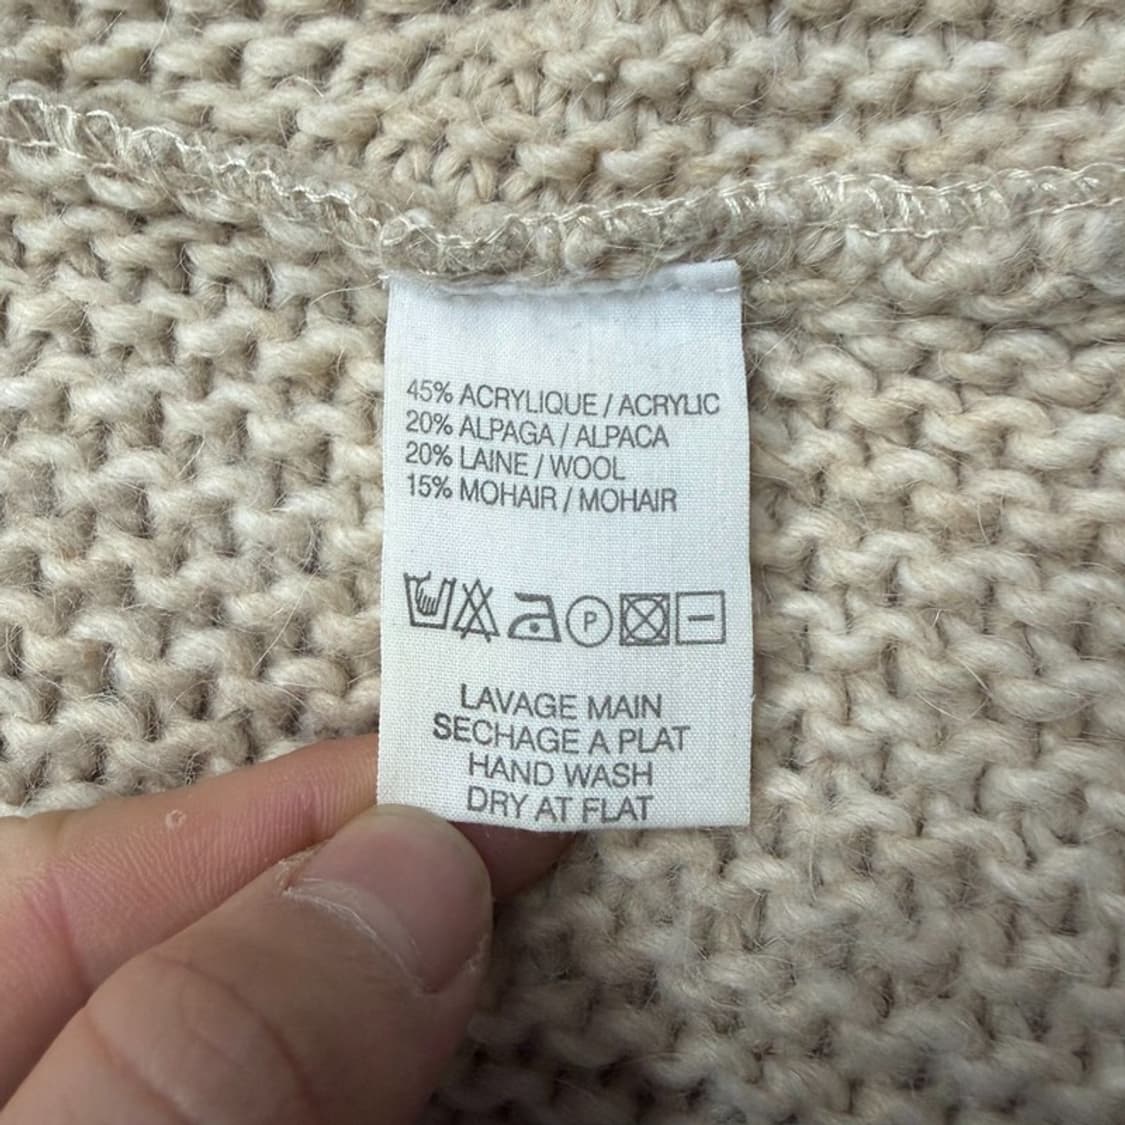 45% ACRYLIQUE / ACRYLIC
20% ALPAGA / ALPACA
20% LAINE / WOOL
15% MOHAIR / MOHAIR
P
LAVAGE MAIN
SECHAGE A PLAT
HAND WASH
DRY AT FLAT